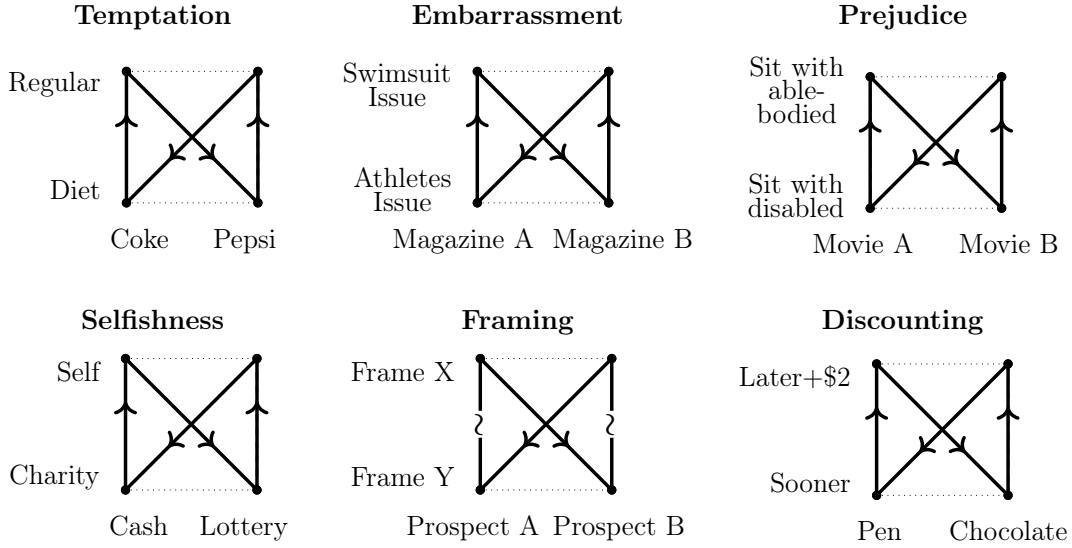 Temptation
Regular
Diet
Coke Pepsi
Embarrassment
Swimsuit
Issue
Athletes
Issue
Magazine A Magazine B
Prejudice
Sit with
able-
bodied
Sit with
disabled
Movie A Movie B
Selfishness
Self
Charity
Cash Lottery
Framing
Frame X
~ ~
Frame Y
Prospect A Prospect B
Discounting
Later+$2
Sooner
Pen Chocolate